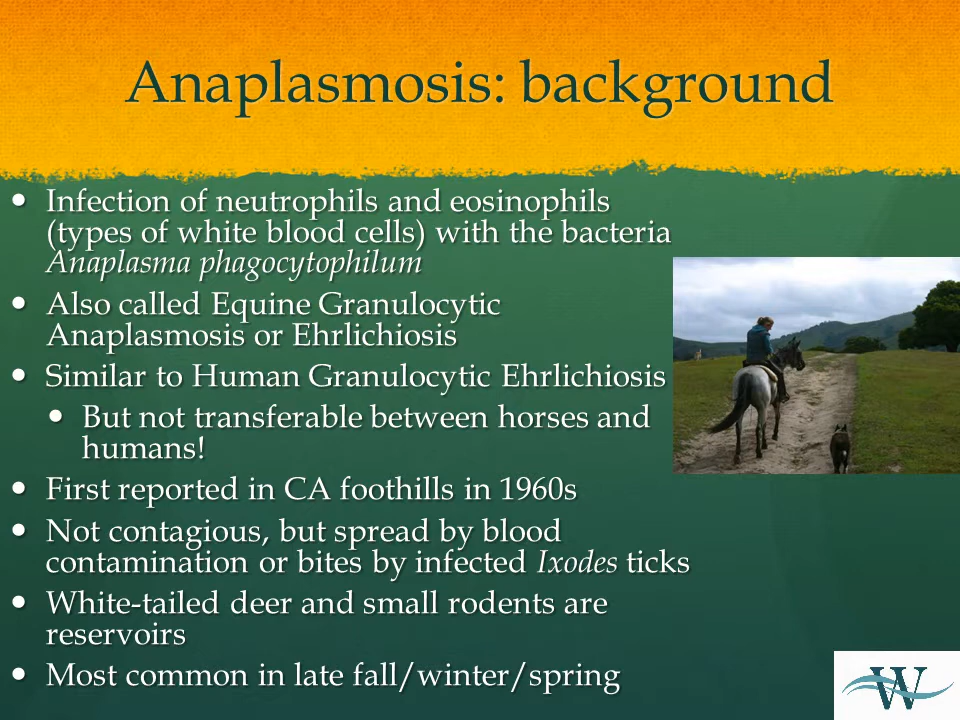 Anaplasmosis: background
• Infection of neutrophils and eosinophils
(types of white blood cells) with the bacteria
Anaplasma phagocytophilum
• Also called Equine Granulocytic
Anaplasmosis or Ehrlichiosis
• Similar to Human Granulocytic Ehrlichiosis
• But not transferable between horses and
humans!
• First reported in CA foothills in 1960s
• Not contagious, but spread by blood
contamination or bites by infected Ixodes ticks
• White-tailed deer and small rodents are
reservoirs
• Most common in late fall/winter/spring
W